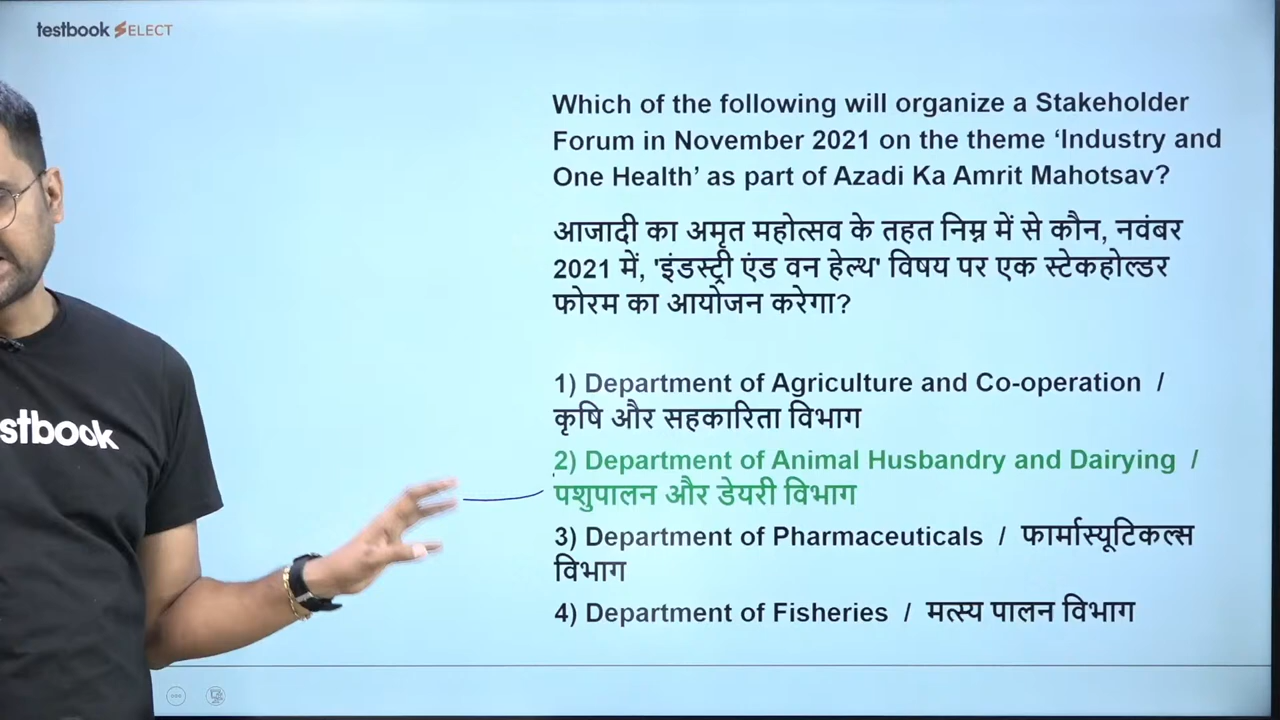 testbook SELECT
Which of the following will organize a Stakeholder
Forum in November 2021 on the theme ‘Industry and
One Health’ as part of Azadi Ka Amrit Mahotsav?
आजादी का अमृत महोत्सव के तहत निम्न में से कौन, नवंबर
2021 में, 'इंडस्ट्री एंड वन हेल्थ' विषय पर एक स्टेकहोल्डर
फोरम का आयोजन करेगा?
1) Department of Agriculture and Co-operation /
कृषि और सहकारिता विभाग
2) Department of Animal Husbandry and Dairying /
पशुपालन और डेयरी विभाग
3) Department of Pharmaceuticals / फार्मास्यूटिकल्स
विभाग
4) Department of Fisheries / मत्स्य पालन विभाग
stbook